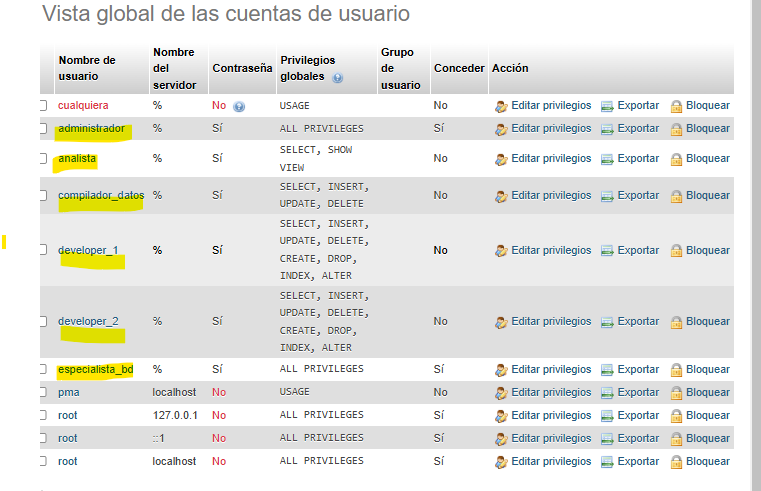 Vista global de las cuentas de usuario
Nombre de usuario Nombre del servidor Contraseña Privilegios globales Grupo de usuario Conceder Acción
cualquiera % No USAGE No Editar privilegios Exportar Bloquear
administrador % Sí ALL PRIVILEGES Sí Editar privilegios Exportar Bloquear
analista % Sí SELECT, SHOW VIEW No Editar privilegios Exportar Bloquear
compilador_datos % Sí SELECT, INSERT, UPDATE, DELETE No Editar privilegios Exportar Bloquear
developer_1 % Sí SELECT, INSERT, UPDATE, DELETE, CREATE, DROP, INDEX, ALTER No Editar privilegios Exportar Bloquear
developer_2 % Sí SELECT, INSERT, UPDATE, DELETE, CREATE, DROP, INDEX, ALTER No Editar privilegios Exportar Bloquear
especialista_bd % Sí ALL PRIVILEGES Sí Editar privilegios Exportar Bloquear
pma localhost No USAGE No Editar privilegios Exportar Bloquear
root 127.0.0.1 No ALL PRIVILEGES Sí Editar privilegios Exportar Bloquear
root ::1 No ALL PRIVILEGES Sí Editar privilegios Exportar Bloquear
root localhost No ALL PRIVILEGES Sí Editar privilegios Exportar Bloquear